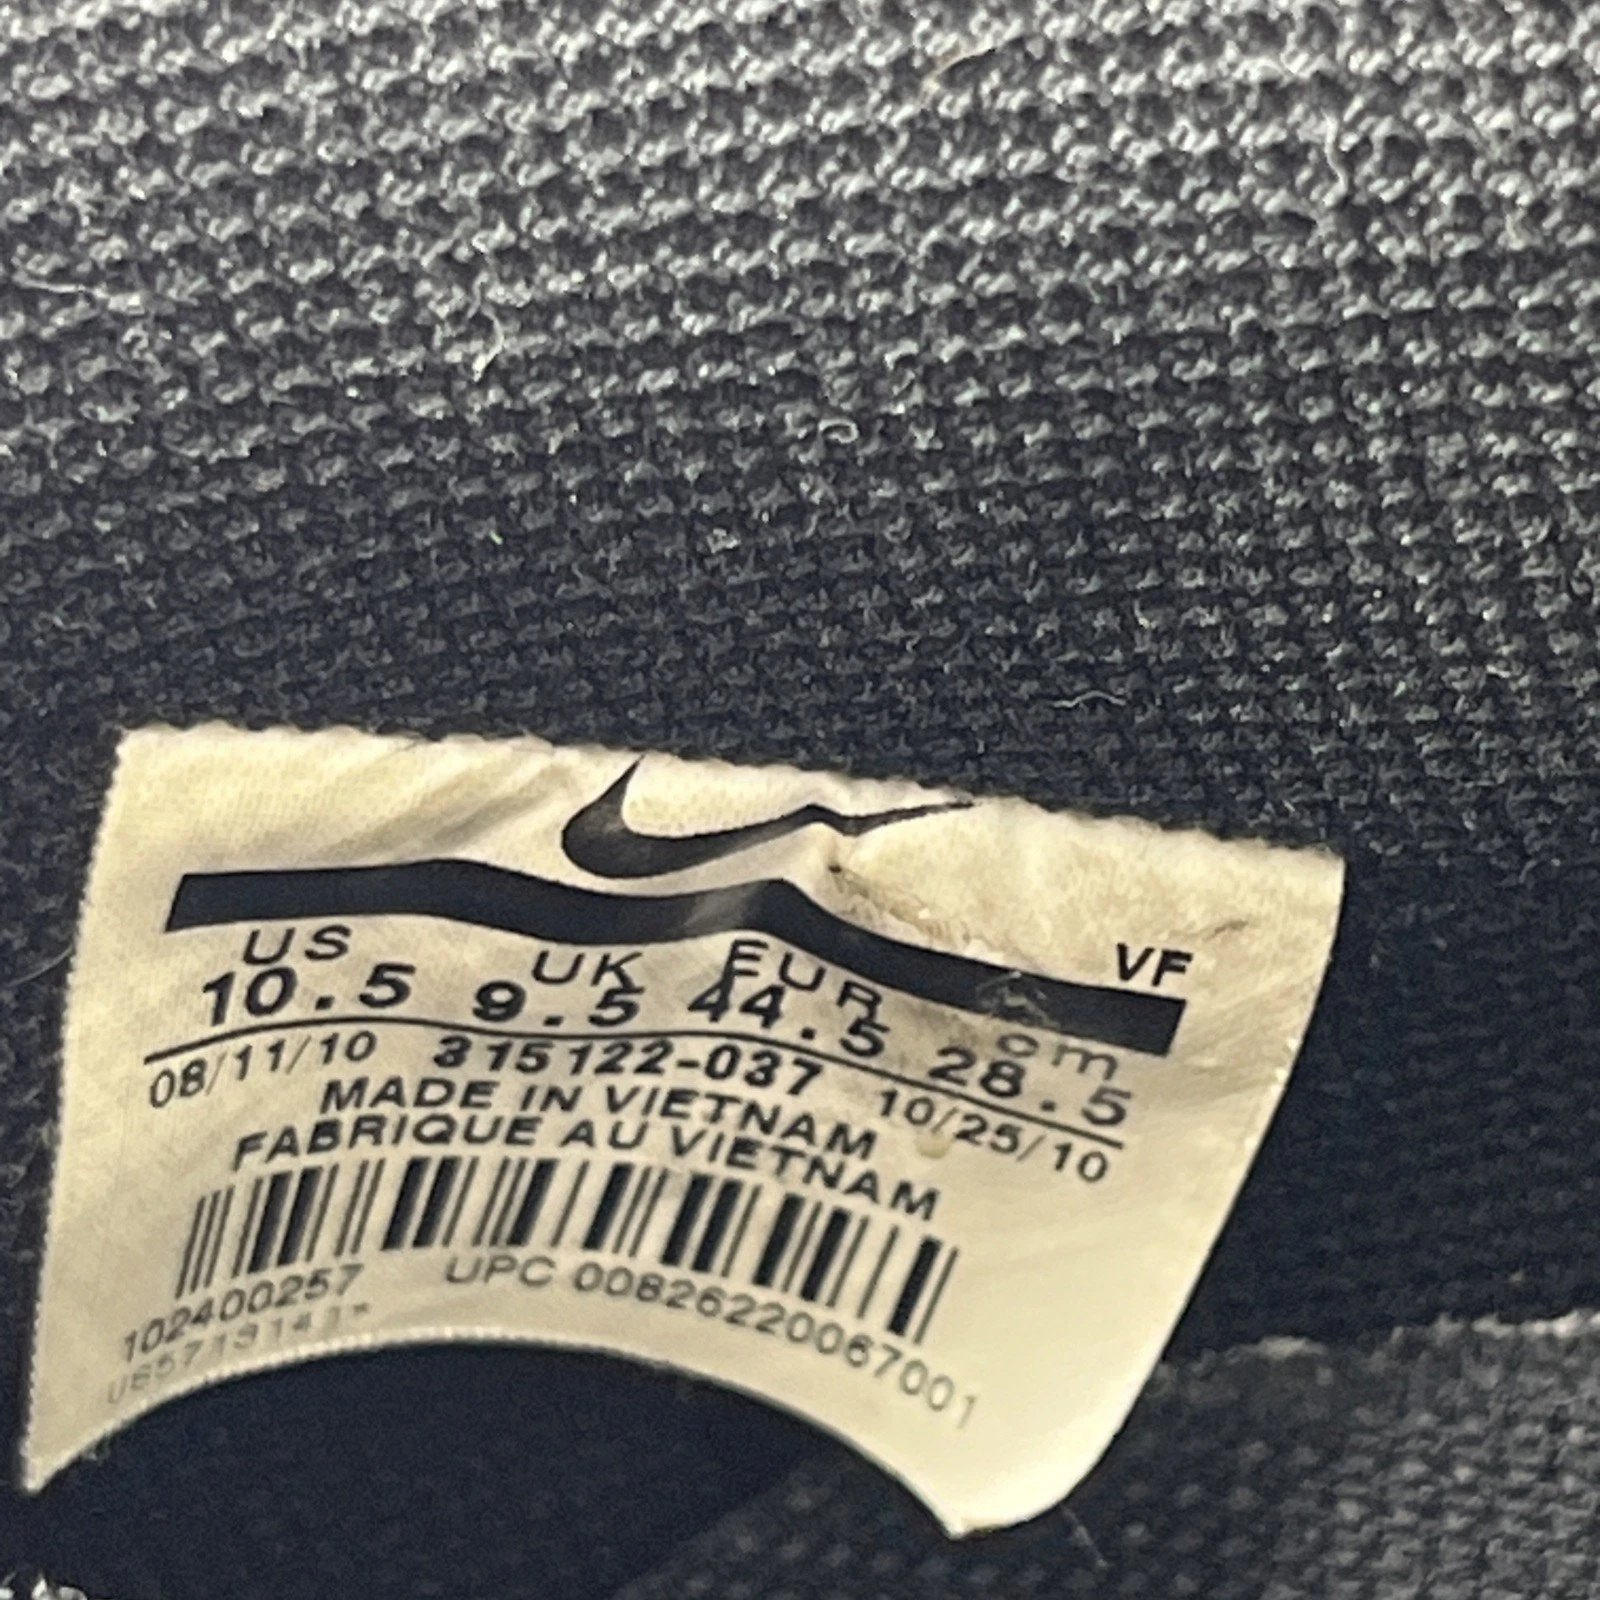 VF
US UK EUR cm
10.5 9.5 44.5 28.5
08/11/10 315122-037 10/25/10
MADE IN VIETNAM
FABRIQUE AU VIETNAM
102400257 UPC 00826220067001